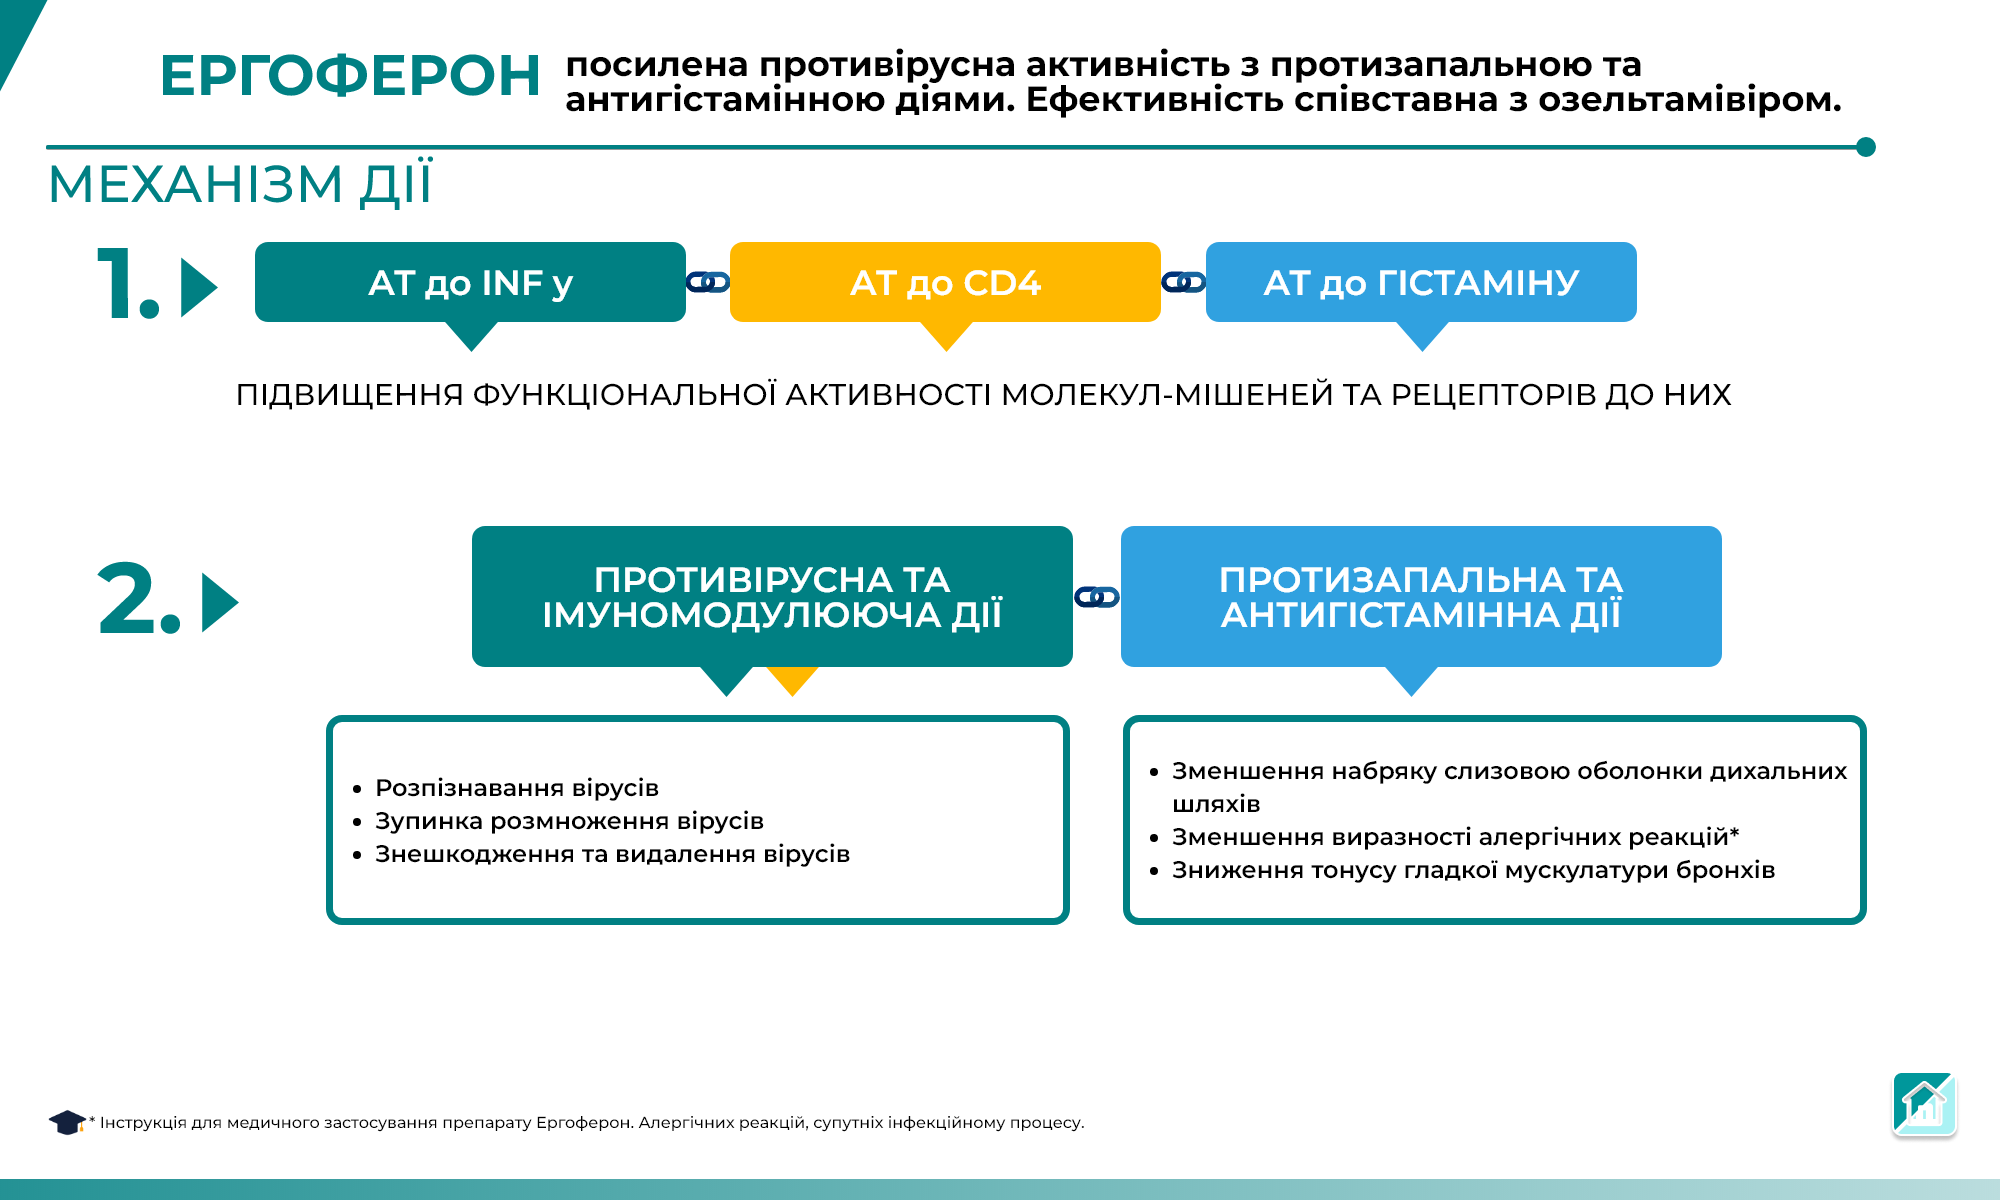 ЕРГОФЕРОН
посилена противірусна активність з протизапальною та
антигістамінною діями. Ефективність співставна з озельтамівіром.
МЕХАНІЗМ ДІЇ
1.
АТ до INF y
АТ до CD4
АТ до ГІСТАМІНУ
ПІДВИЩЕННЯ ФУНКЦІОНАЛЬНОЇ АКТИВНОСТІ МОЛЕКУЛ-МІШЕНЕЙ ТА РЕЦЕПТОРІВ ДО НИХ
2.
ПРОТИВІРУСНА ТА
ІМУНОМОДУЛЮЮЧА ДІЇ
ПРОТИЗАПАЛЬНА ТА
АНТИГІСТАМІННА ДІЇ
• Розпізнавання вірусів
• Зупинка розмноження вірусів
• Знешкодження та видалення вірусів
• Зменшення набряку слизовою оболонки дихальних
шляхів
• Зменшення виразності алергічних реакцій*
• Зниження тонусу гладкої мускулатури бронхів
* Інструкція для медичного застосування препарату Ергоферон. Алергічних реакцій, супутніх інфекційному процесу.